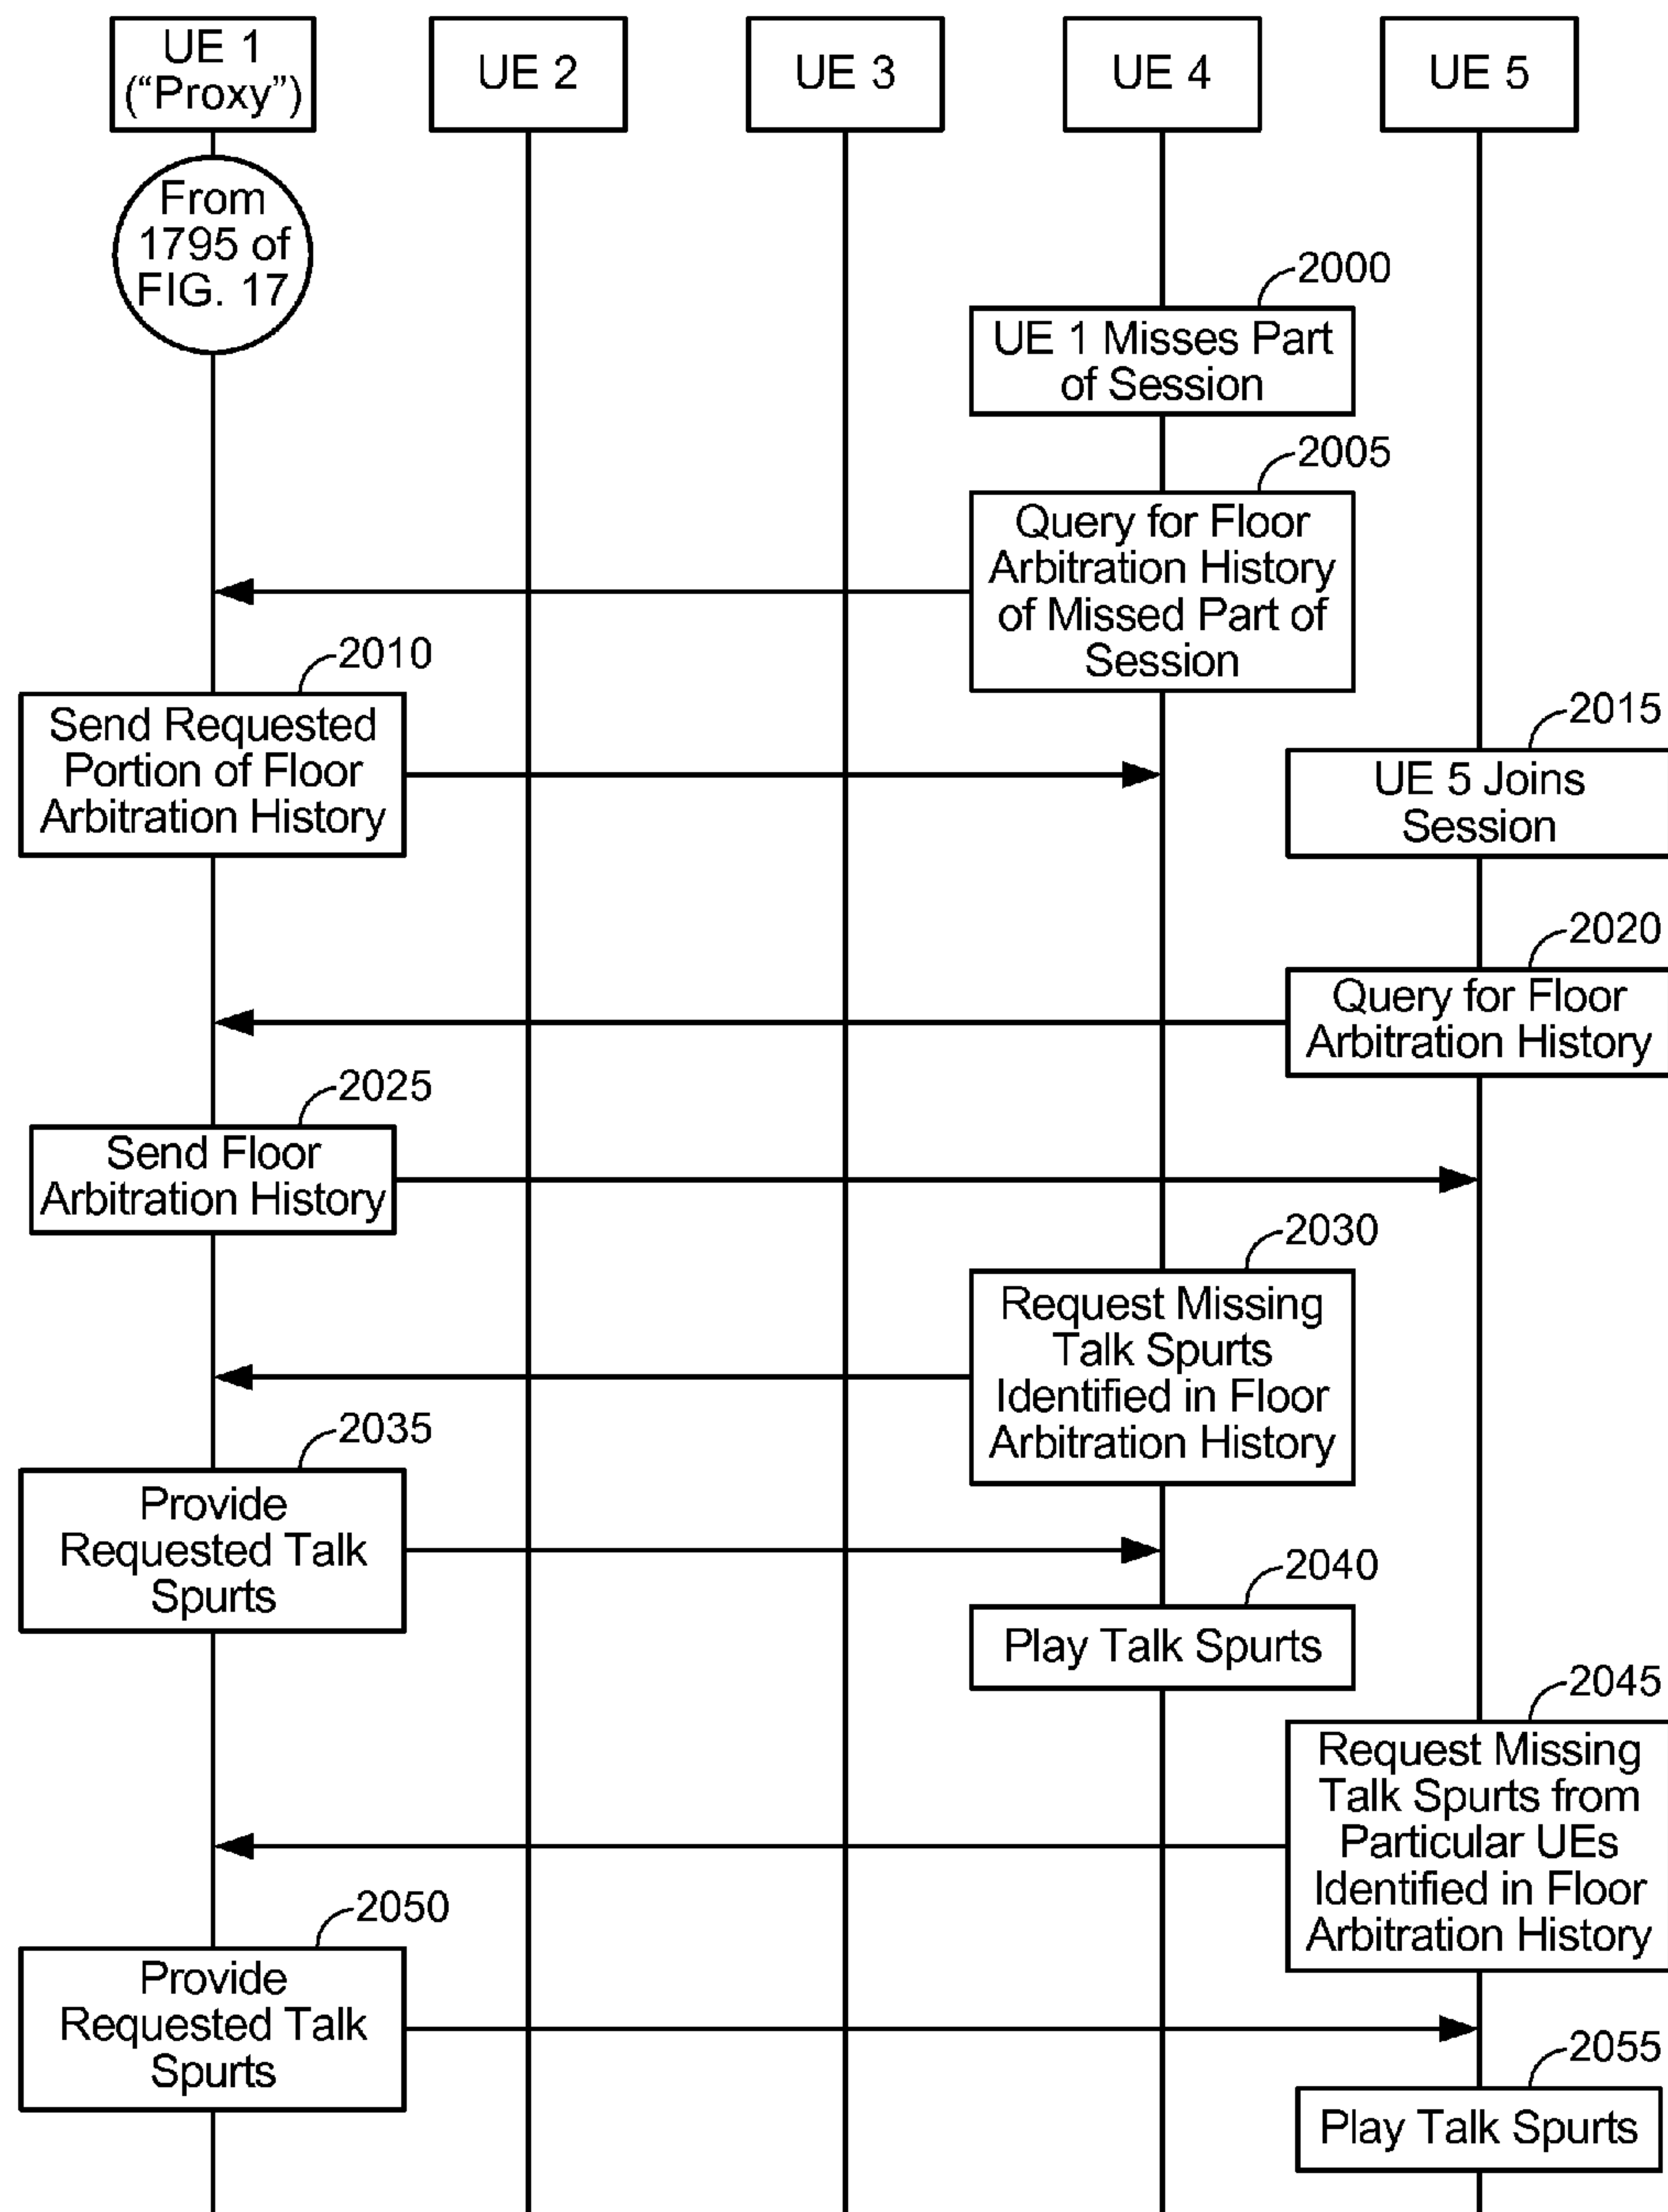 UE 1
(“Proxy”)
UE 2
UE 3
UE 4
UE 5
From
1795 of
FIG. 17
2000
UE 1 Misses Part
of Session
2005
Query for Floor
Arbitration History
of Missed Part of
Session
2010
Send Requested
Portion of Floor
Arbitration History
2015
UE 5 Joins
Session
2020
Query for Floor
Arbitration History
2025
Send Floor
Arbitration History
2030
Request Missing
Talk Spurts
Identified in Floor
Arbitration History
2035
Provide
Requested Talk
Spurts
2040
Play Talk Spurts
2045
Request Missing
Talk Spurts from
Particular UEs
Identified in Floor
Arbitration History
2050
Provide
Requested Talk
Spurts
2055
Play Talk Spurts